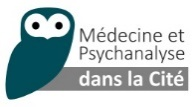 Médecine et
Psychanalyse
dans la Cité